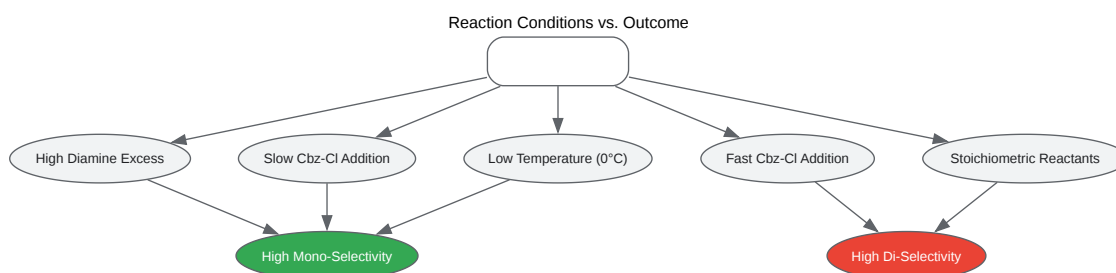 Reaction Conditions vs. Outcome
High Diamine Excess
Slow Cbz-Cl Addition
Low Temperature (0°C)
Fast Cbz-Cl Addition
Stoichiometric Reactants
High Mono-Selectivity
High Di-Selectivity